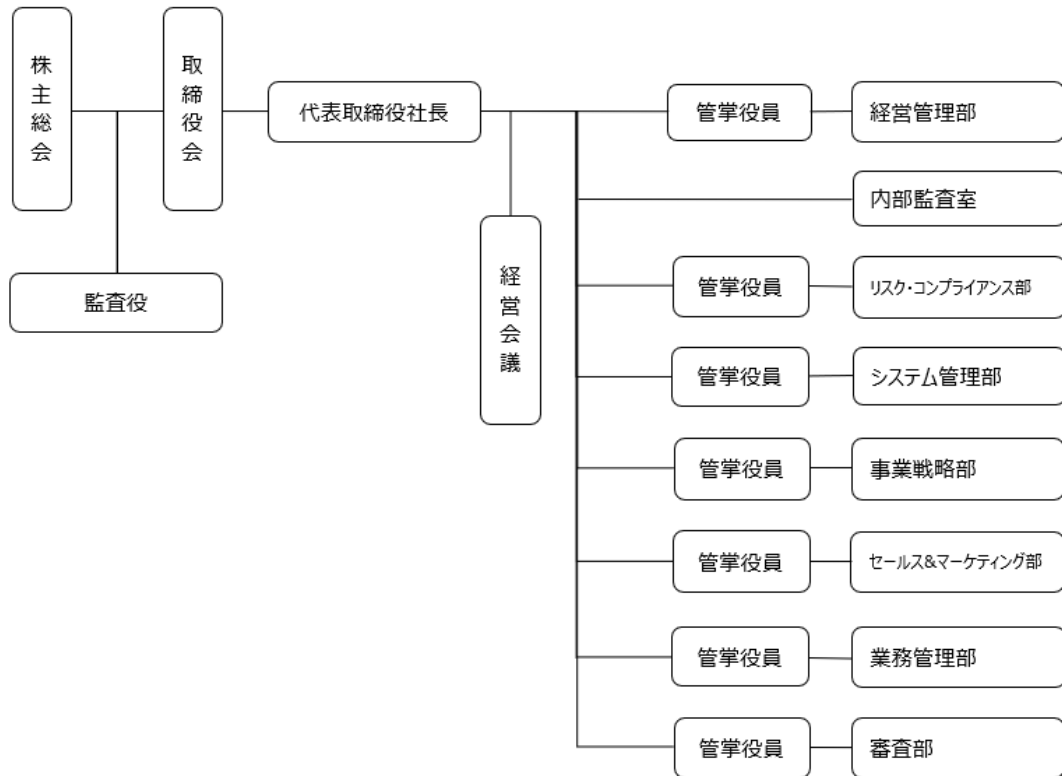 株主総会
取締役会
代表取締役社長
監査役
経営会議
管掌役員
経営管理部
内部監査室
管掌役員
リスク・コンプライアンス部
管掌役員
システム管理部
管掌役員
事業戦略部
管掌役員
セールス&マーケティング部
管掌役員
業務管理部
管掌役員
審査部